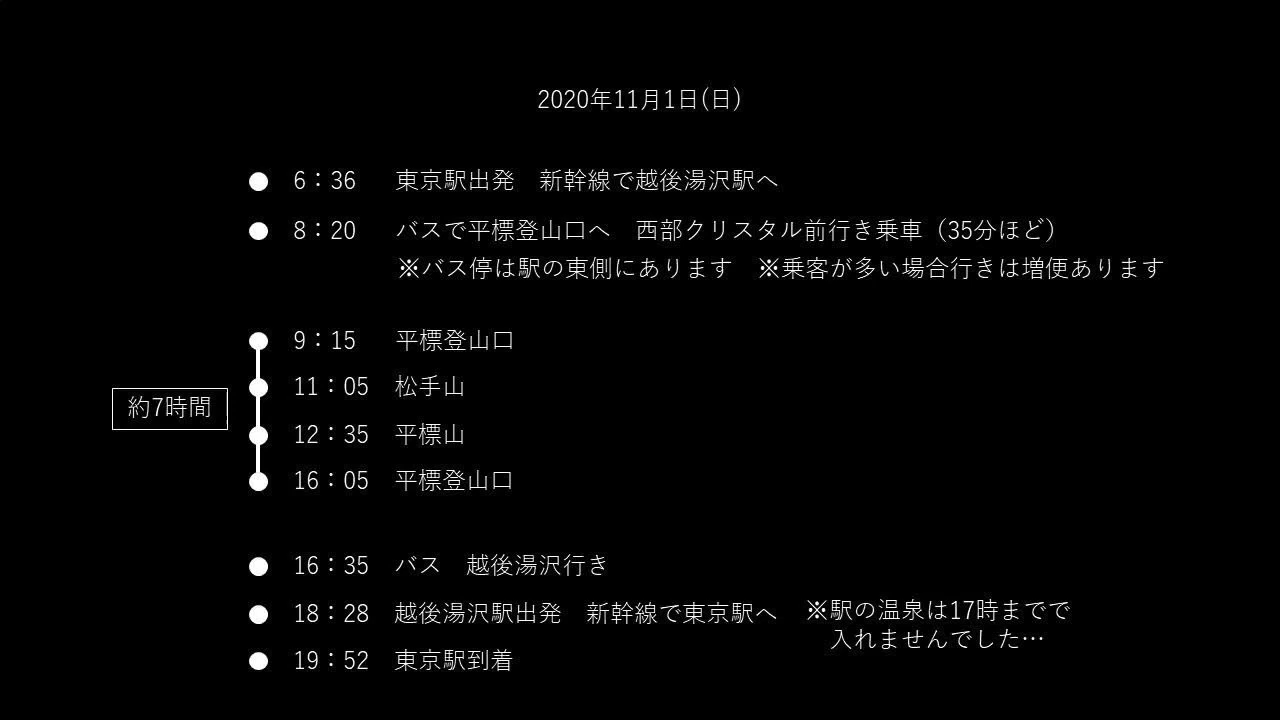 2020年11月1日(日)
6：36　東京駅出発　新幹線で越後湯沢駅へ
8：20　バスで平標登山口へ　西部クリスタル前行き乗車（35分ほど）
※バス停は駅の東側にあります　※乗客が多い場合行きは増便あります
9：15　平標登山口
11：05　松手山
約7時間
12：35　平標山
16：05　平標登山口
16：35　バス　越後湯沢行き
18：28　越後湯沢駅出発　新幹線で東京駅へ　※駅の温泉は17時までで
入れませんでした…
19：52　東京駅到着